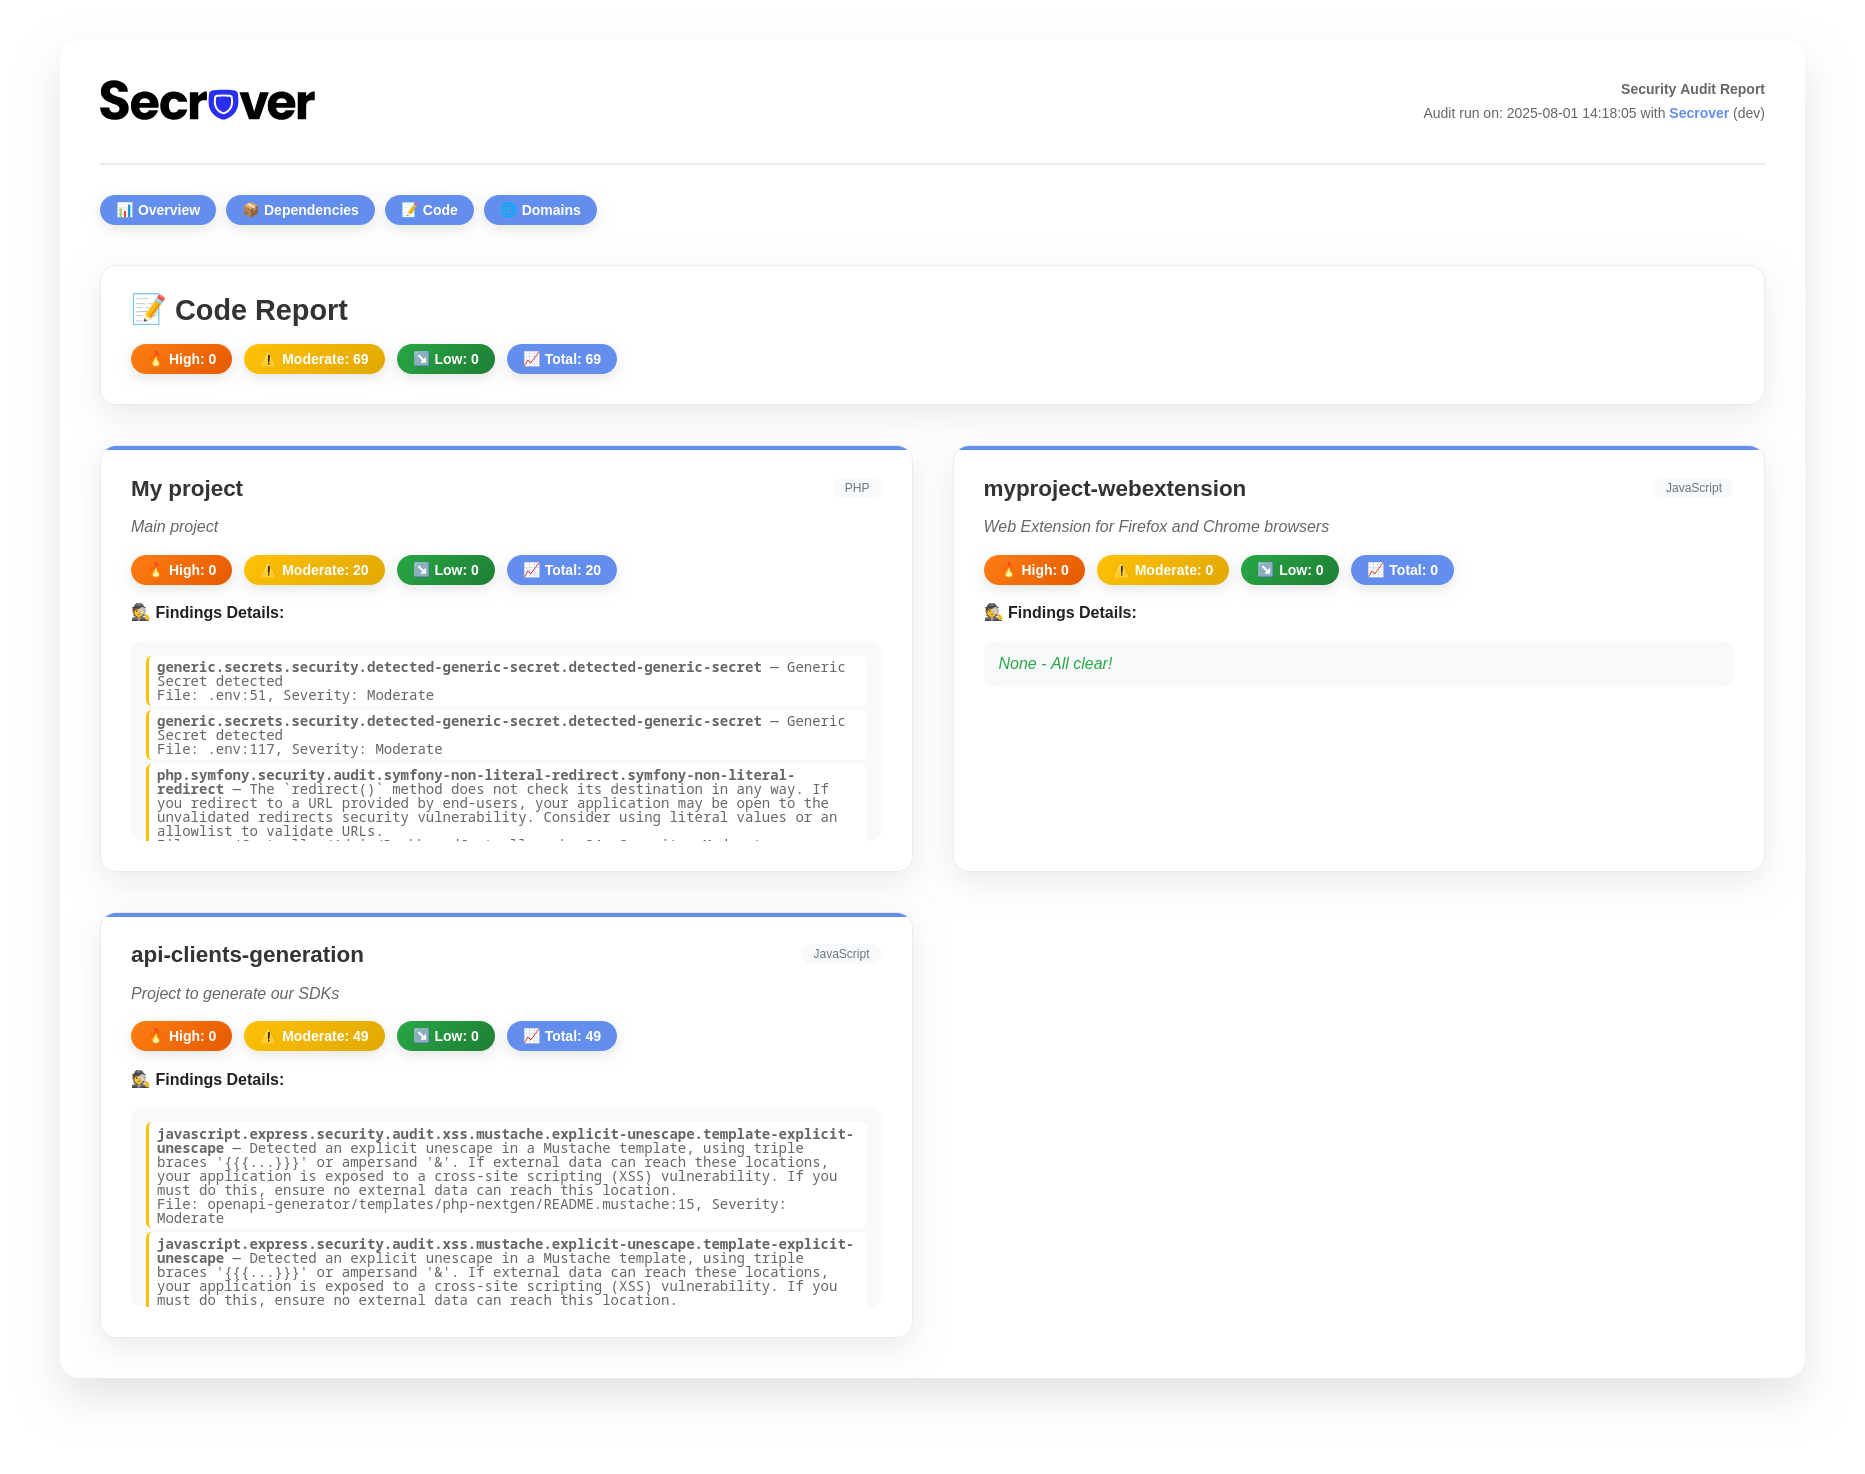 Secrover
Security Audit Report
Audit run on: 2025-08-01 14:18:05 with Secrover (dev)
📊 Overview
📦 Dependencies
📝 Code
🌐 Domains
📝 Code Report
🔥 High: 0
⚠️ Moderate: 69
↘️ Low: 0
📈 Total: 69
My project
PHP
Main project
🔥 High: 0
⚠️ Moderate: 20
↘️ Low: 0
📈 Total: 20
🕵️ Findings Details:
generic.secrets.security.detected-generic-secret.detected-generic-secret — Generic
Secret detected
File: .env:51, Severity: Moderate
generic.secrets.security.detected-generic-secret.detected-generic-secret — Generic
Secret detected
File: .env:117, Severity: Moderate
php.symfony.security.audit.symfony-non-literal-redirect.symfony-non-literal-
redirect — The `redirect()` method does not check its destination in any way. If
you redirect to a URL provided by end-users, your application may be open to the
unvalidated redirects security vulnerability. Consider using literal values or an
allowlist to validate URLs.
myproject-webextension
JavaScript
Web Extension for Firefox and Chrome browsers
🔥 High: 0
⚠️ Moderate: 0
↘️ Low: 0
📈 Total: 0
🕵️ Findings Details:
None - All clear!
api-clients-generation
JavaScript
Project to generate our SDKs
🔥 High: 0
⚠️ Moderate: 49
↘️ Low: 0
📈 Total: 49
🕵️ Findings Details:
javascript.express.security.audit.xss.mustache.explicit-unescape.template-explicit-
unescape — Detected an explicit unescape in a Mustache template, using triple
braces '{{{...}}}' or ampersand '&'. If external data can reach these locations,
your application is exposed to a cross-site scripting (XSS) vulnerability. If you
must do this, ensure no external data can reach this location.
File: openapi-generator/templates/php-nextgen/README.mustache:15, Severity:
Moderate
javascript.express.security.audit.xss.mustache.explicit-unescape.template-explicit-
unescape — Detected an explicit unescape in a Mustache template, using triple
braces '{{{...}}}' or ampersand '&'. If external data can reach these locations,
your application is exposed to a cross-site scripting (XSS) vulnerability. If you
must do this, ensure no external data can reach this location.